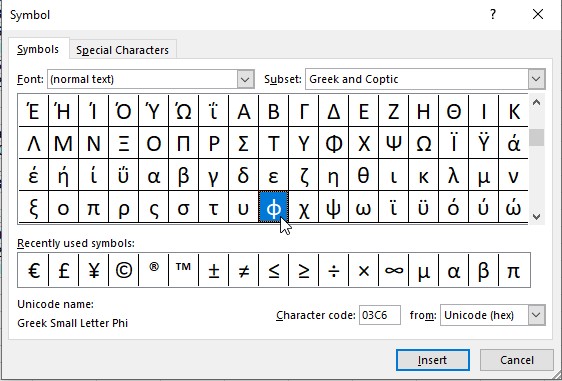 Symbol ?
Symbols Special Characters
Font: (normal text) Subset: Greek and Coptic
Έ Ή Ί Ό Ύ Ώ ΐ Α Β Γ Δ Ε Ζ Η Θ Ι Κ
Λ Μ Ν Ξ Ο Π Ρ Σ Τ Υ Φ Χ Ψ Ω Ϊ Ϋ ά
έ ή ί ΰ α β γ δ ε ζ η θ ι κ λ μ ν
ξ ο π ρ ς σ τ υ φ χ ψ ω ϊ ϋ ό ύ ώ
Recently used symbols:
€ £ ¥ © ® ™ ± ≠ ≤ ≥ ÷ × ∞ µ α β π
Unicode name:
Greek Small Letter Phi
Character code: 03C6 from: Unicode (hex)
Insert Cancel